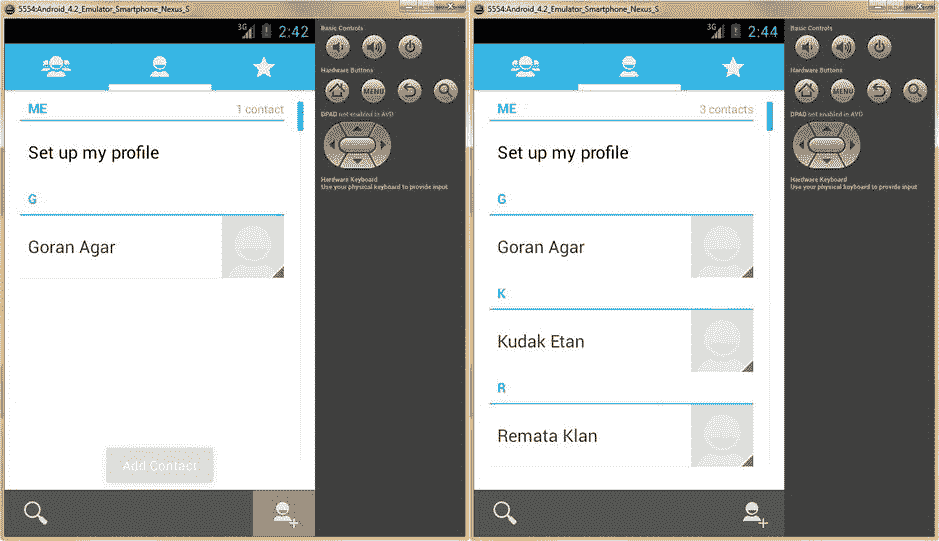 5554:Android_4.2_Emulator_Smartphone_Nexus_S
3G 2:42
ME 1 contact
Set up my profile
G
Goran Agar
Add Contact
Basic Controls
Hardware Buttons
MENU
DPAD not enabled in AVD
Hardware Keyboard
Use your physical keyboard to provide input
5554:Android_4.2_Emulator_Smartphone_Nexus_S
3G 2:44
ME 3 contacts
Set up my profile
G
Goran Agar
K
Kudak Etan
R
Remata Klan
Basic Controls
Hardware Buttons
MENU
DPAD not enabled in AVD
Hardware Keyboard
Use your physical keyboard to provide input